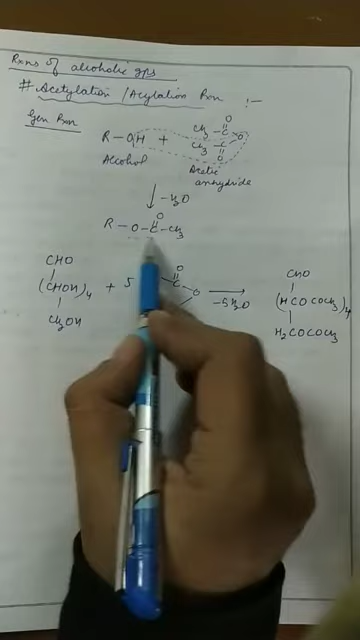 Rxns of alcoholic gps
# Acetylation / Acylation Rxn :-
Gen Rxn
R-OH + CH3-C(=O)-O-C(=O)-CH3
Alcohol Acetic anhydride
↓ -H2O
R-O-C(=O)-CH3
CHO
(CHOH)4
CH2OH
+ 5
C=O
O
→ -5H2O
CHO
(HCOCOCH3)4
H2COCOCH3